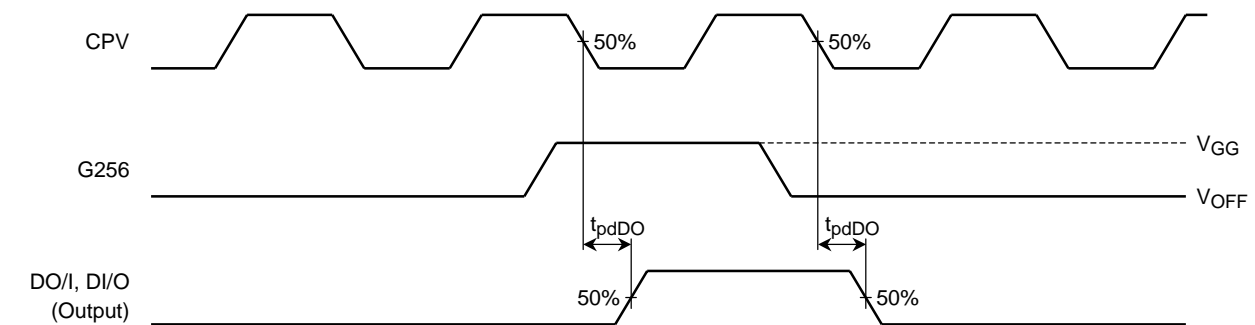 CPV
50%
50%
G256
VGG
VOFF
tpdDO
tpdDO
DO/I, DI/O
(Output)
50%
50%